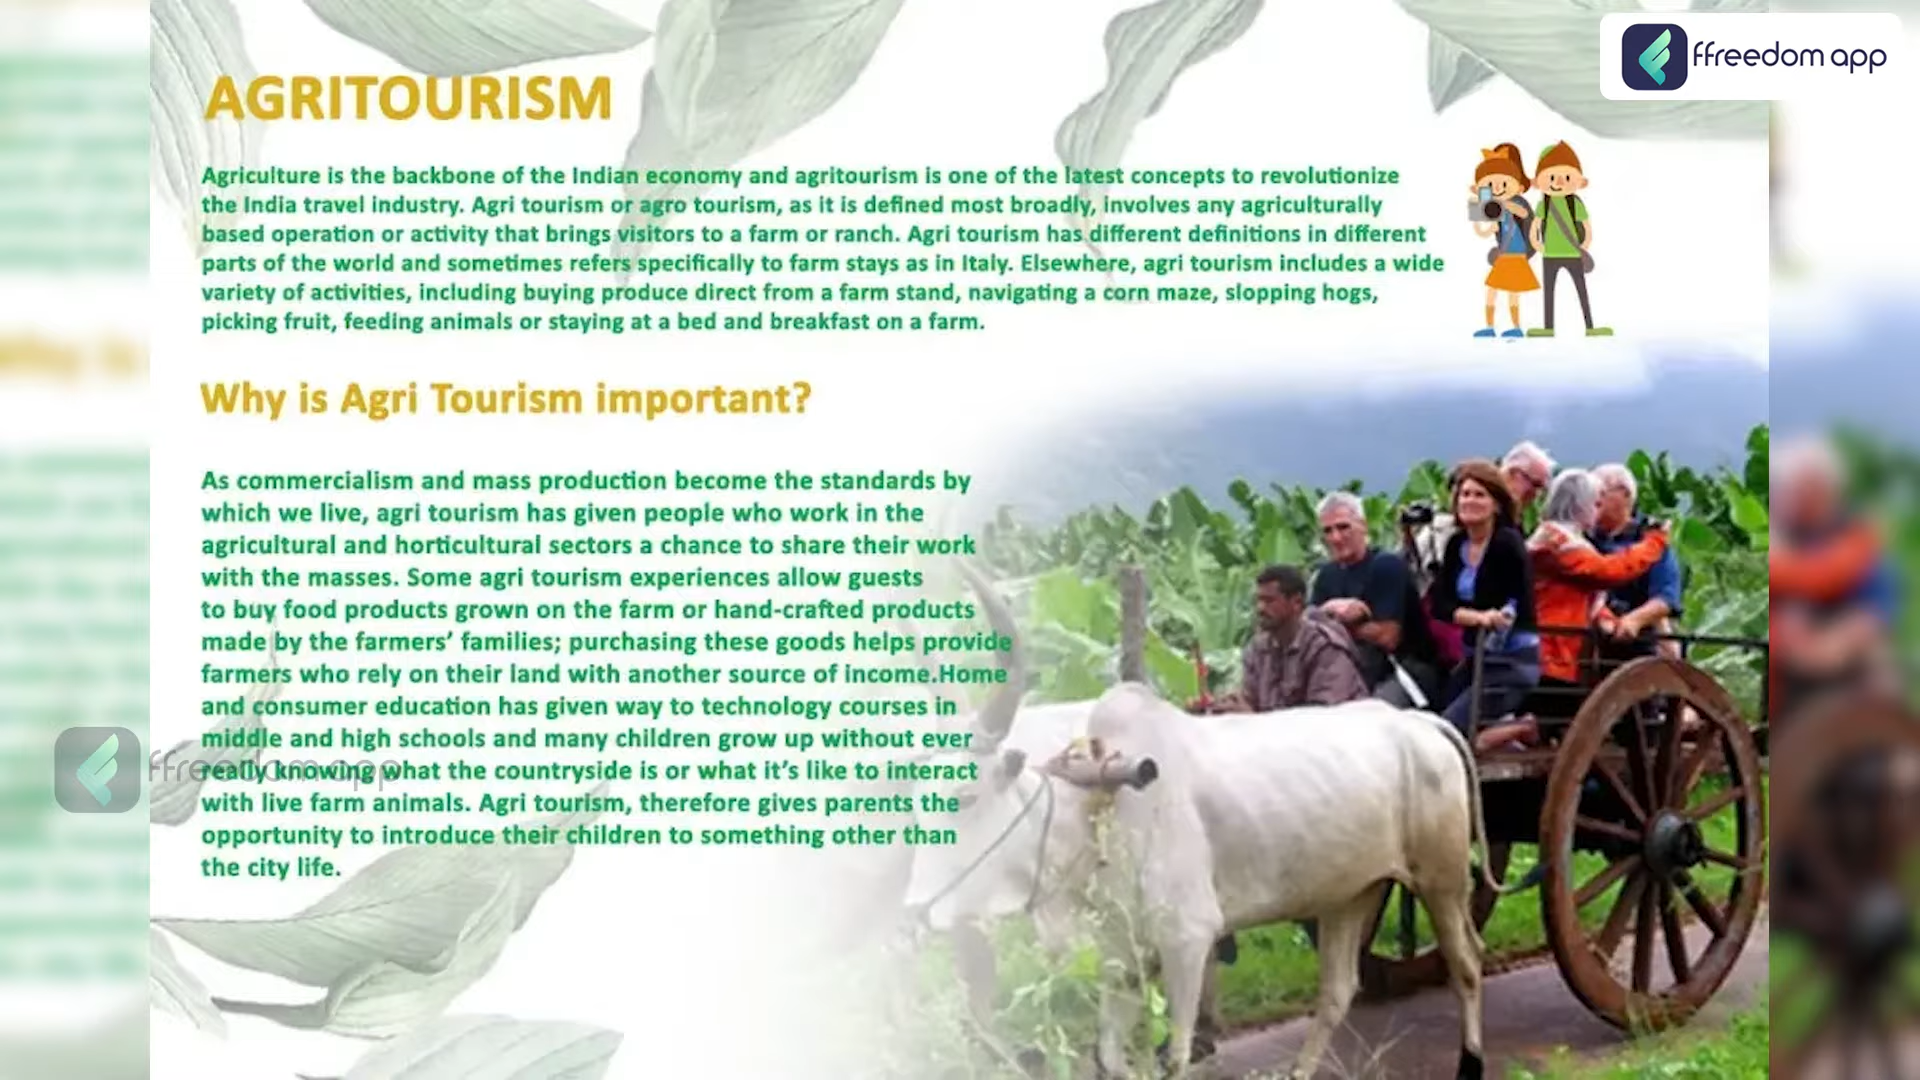 ffreedom app
AGRITOURISM
Agriculture is the backbone of the Indian economy and agritourism is one of the latest concepts to revolutionize
the India travel industry. Agri tourism or agro tourism, as it is defined most broadly, involves any agriculturally
based operation or activity that brings visitors to a farm or ranch. Agri tourism has different definitions in different
parts of the world and sometimes refers specifically to farm stays as in Italy. Elsewhere, agri tourism includes a wide
variety of activities, including buying produce direct from a farm stand, navigating a corn maze, slopping hogs,
picking fruit, feeding animals or staying at a bed and breakfast on a farm.
Why is Agri Tourism important?
As commercialism and mass production become the standards by
which we live, agri tourism has given people who work in the
agricultural and horticultural sectors a chance to share their work
with the masses. Some agri tourism experiences allow guests
to buy food products grown on the farm or hand-crafted products
made by the farmers’ families; purchasing these goods helps provide
farmers who rely on their land with another source of income.Home
and consumer education has given way to technology courses in
middle and high schools and many children grow up without ever
really knowing what the countryside is or what it’s like to interact
with live farm animals. Agri tourism, therefore gives parents the
opportunity to introduce their children to something other than
the city life.
ffreedom app